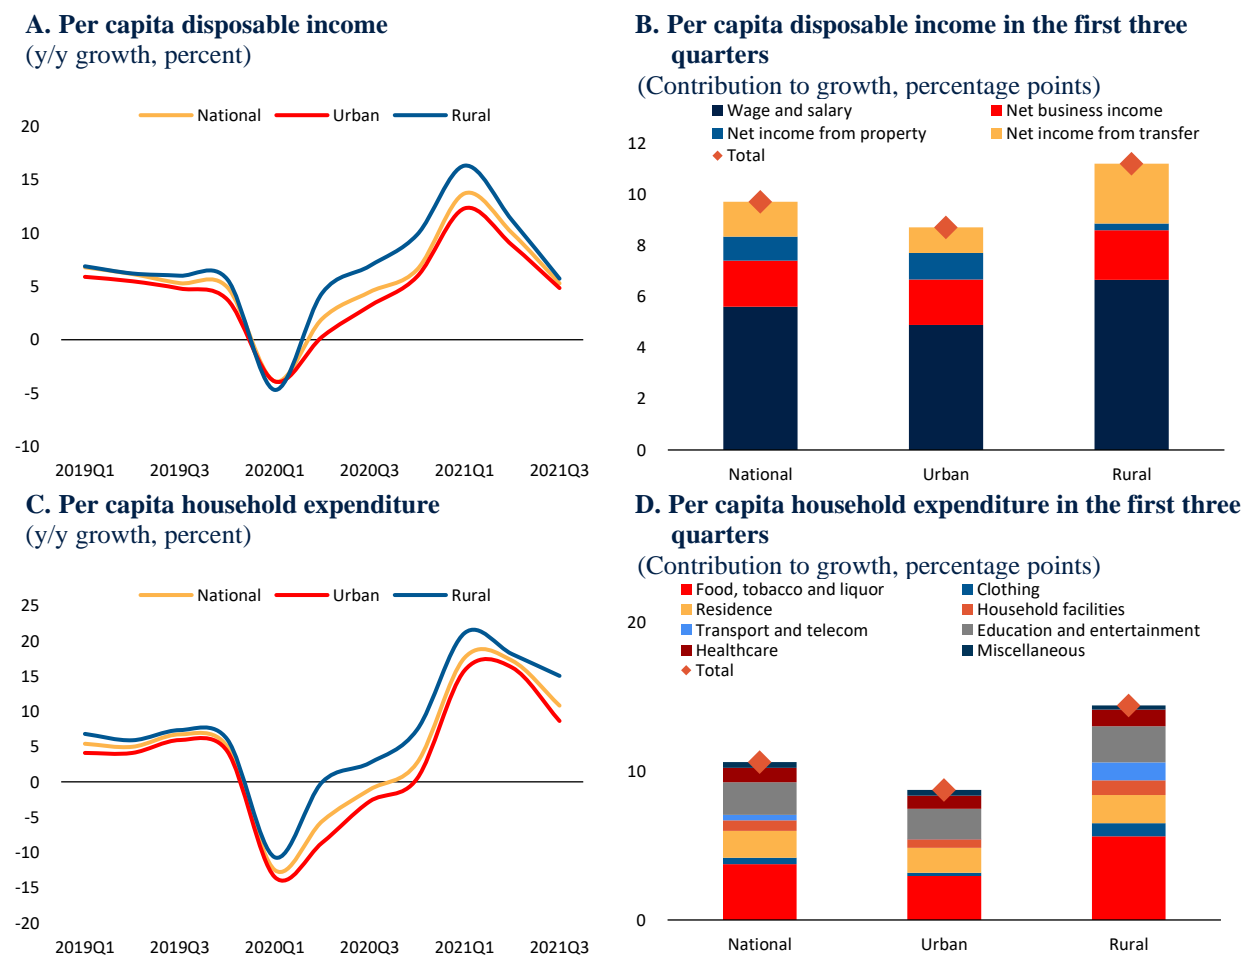 A. Per capita disposable income
(y/y growth, percent)
National Urban Rural
20
15
10
5
0
-5
-10
2019Q1 2019Q3 2020Q1 2020Q3 2021Q1 2021Q3
B. Per capita disposable income in the first three
quarters
(Contribution to growth, percentage points)
Wage and salary Net business income
Net income from property Net income from transfer
Total
12
10
8
6
4
2
0
National Urban Rural
C. Per capita household expenditure
(y/y growth, percent)
National Urban Rural
25
20
15
10
5
0
-5
-10
-15
-20
2019Q1 2019Q3 2020Q1 2020Q3 2021Q1 2021Q3
D. Per capita household expenditure in the first three
quarters
(Contribution to growth, percentage points)
Food, tobacco and liquor Clothing
Residence Household facilities
Transport and telecom Education and entertainment
Healthcare Miscellaneous
Total
20
10
0
National Urban Rural